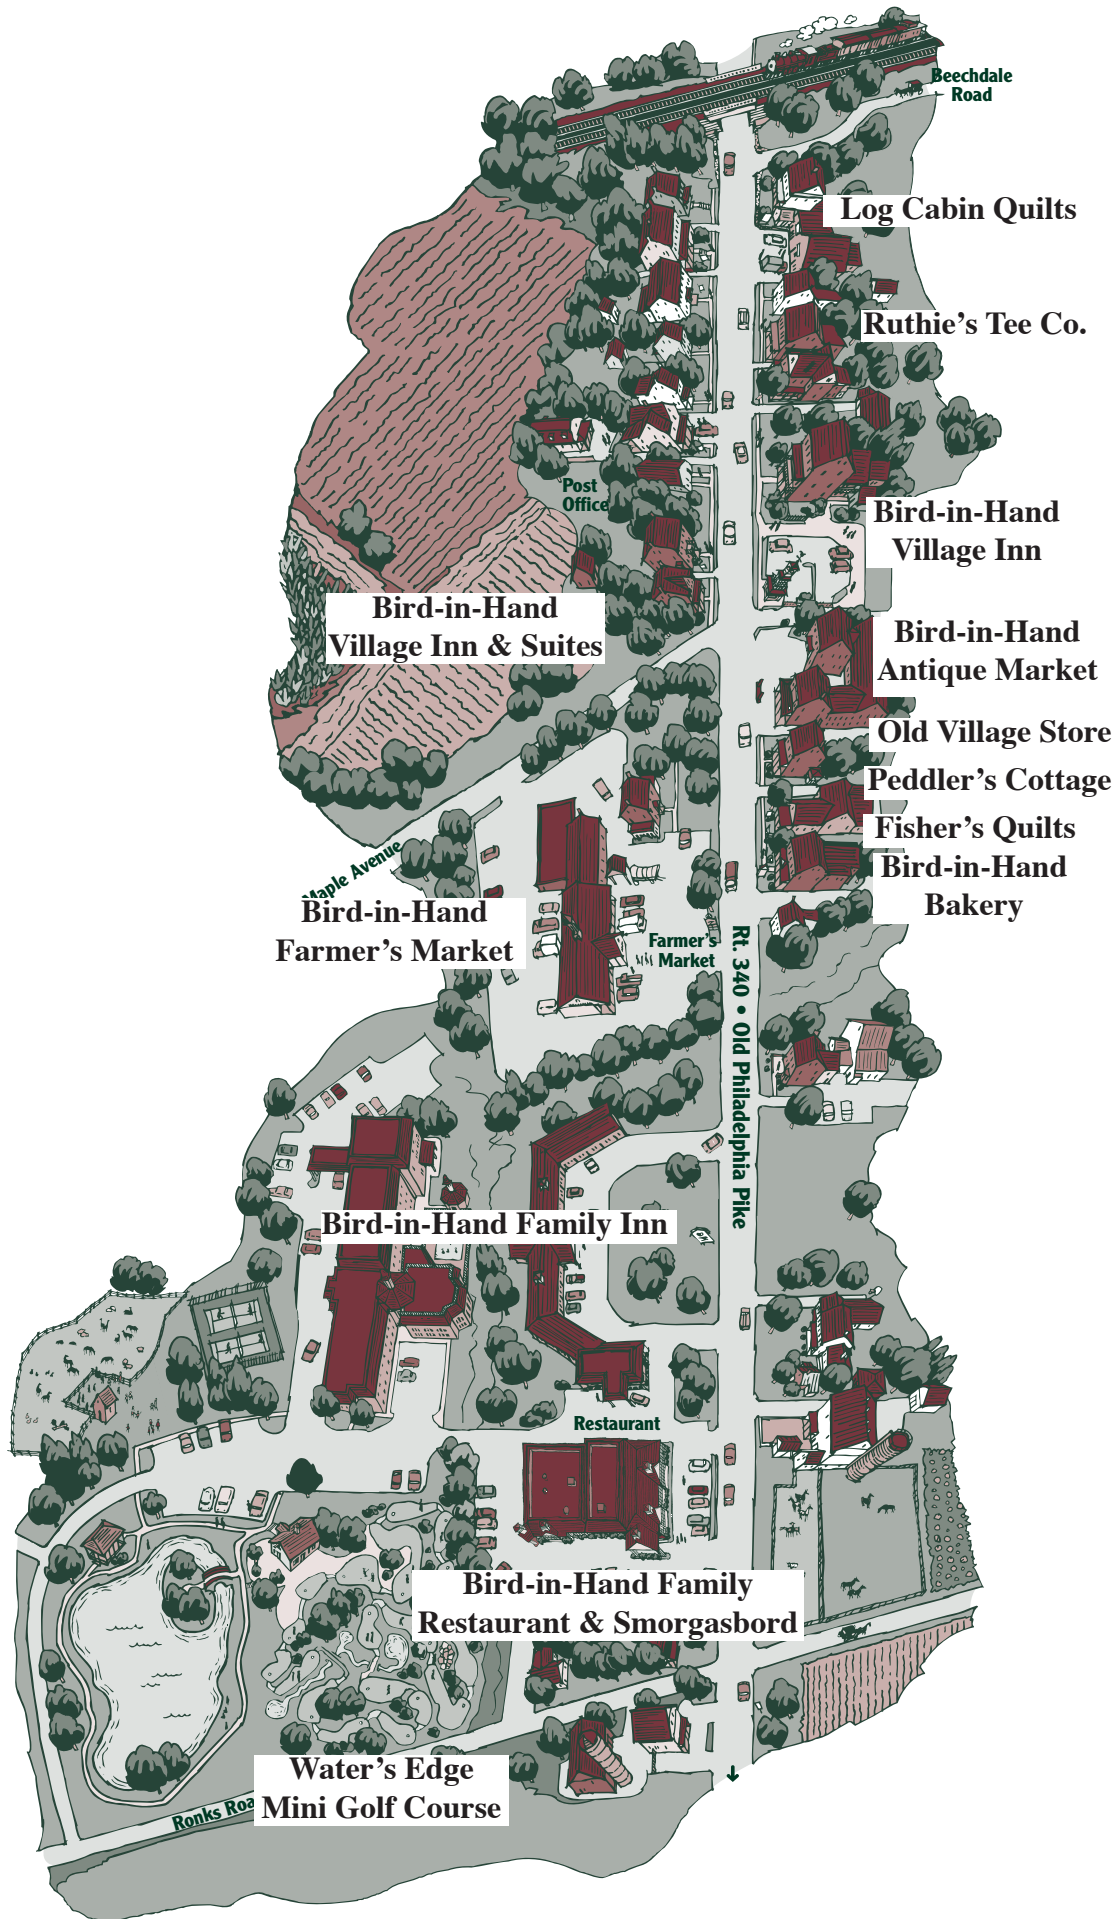 Beechdale
Road
Log Cabin Quilts
Ruthie's Tee Co.
Post
Office
Bird-in-Hand
Village Inn
Bird-in-Hand
Village Inn & Suites
Bird-in-Hand
Antique Market
Old Village Store
Peddler's Cottage
Fisher's Quilts
Bird-in-Hand
Bakery
Maple Avenue
Bird-in-Hand
Farmer's Market
Farmer's
Market
Rt. 340 • Old Philadelphia Pike
Bird-in-Hand Family Inn
Restaurant
Bird-in-Hand Family
Restaurant & Smorgasbord
Water's Edge
Mini Golf Course
Ronks